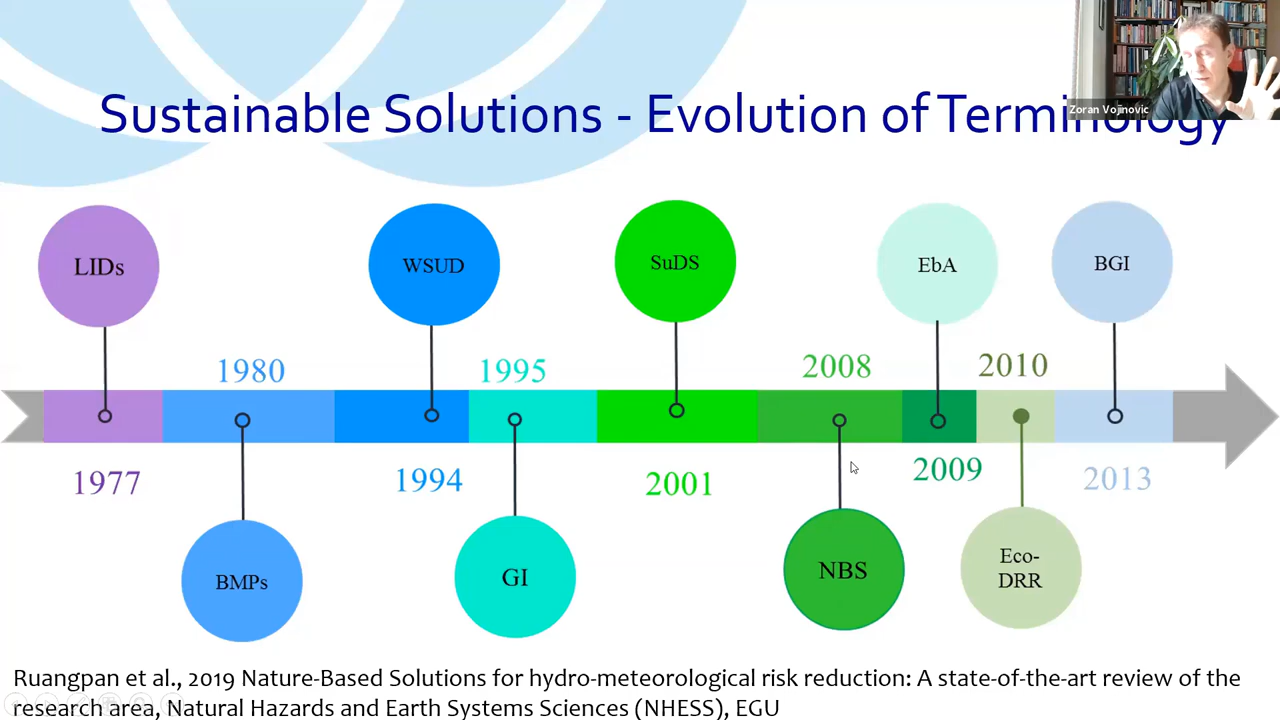 Zoran Vojinovic
Sustainable Solutions - Evolution of Terminology
LIDs
WSUD
SuDS
EbA
BGI
1980
1995
2008
2010
1977
1994
2001
2009
2013
BMPs
GI
NBS
Eco-
DRR
Ruangpan et al., 2019 Nature-Based Solutions for hydro-meteorological risk reduction: A state-of-the-art review of the
research area, Natural Hazards and Earth Systems Sciences (NHESS), EGU